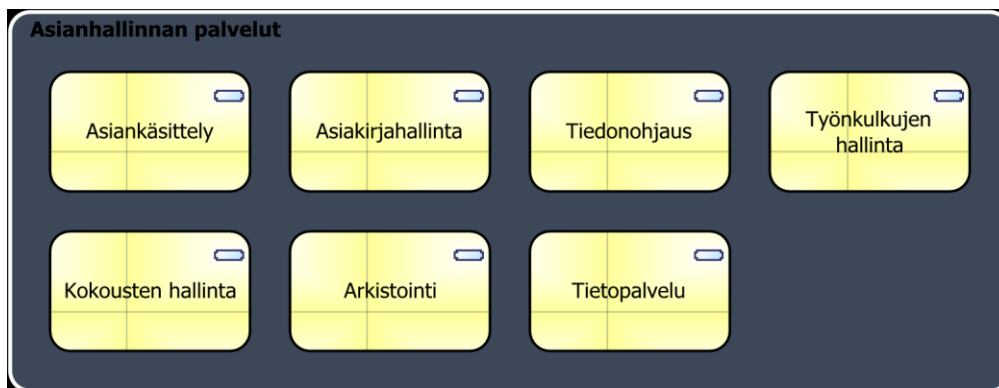 Asianhallinnan palvelut
Asiankäsittely
Asiakirjahallinta
Tiedonohjaus
Työnkulkujen
hallinta
Kokousten hallinta
Arkistointi
Tietopalvelu